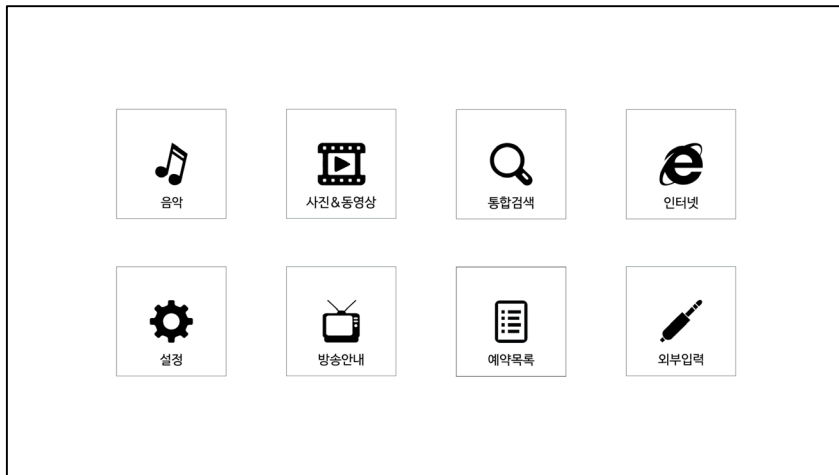 음악
사진&동영상
통합검색
인터넷
설정
방송안내
예약목록
외부입력